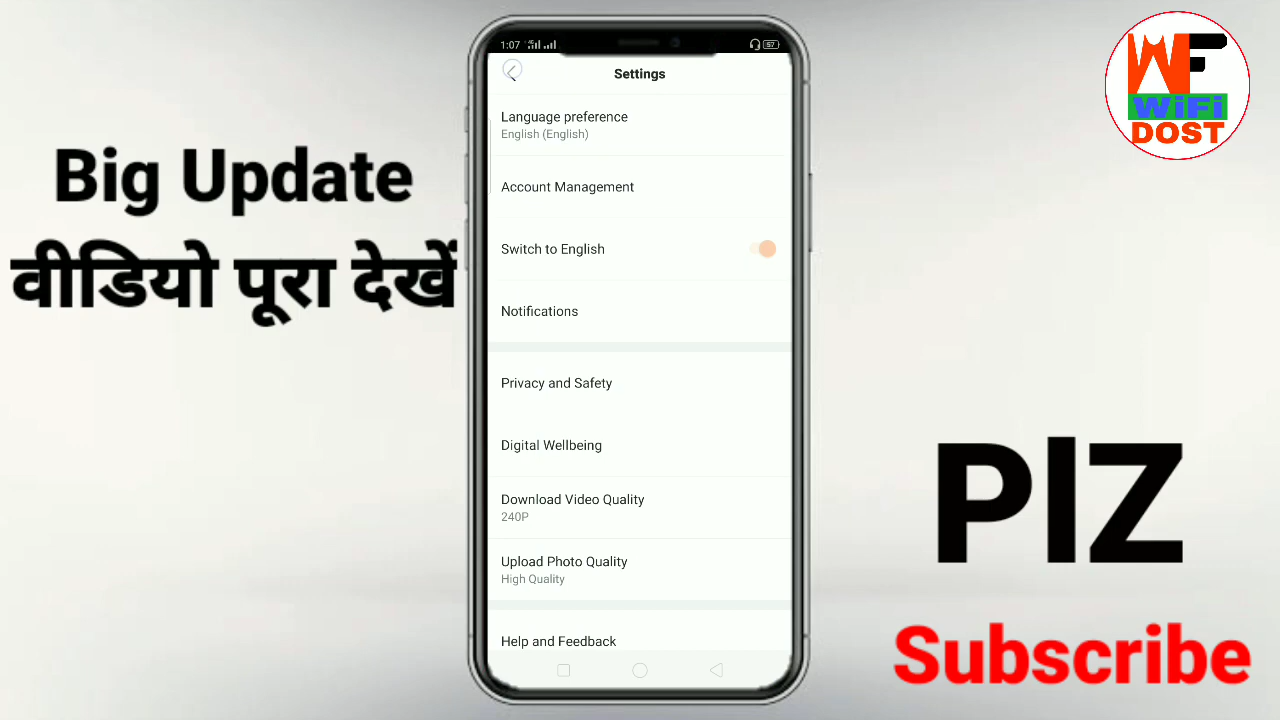 Big Update
वीडियो पूरा देखें
1:07
57
Settings
Language preference
English (English)
Account Management
Switch to English
Notifications
Privacy and Safety
Digital Wellbeing
Download Video Quality
240P
Upload Photo Quality
High Quality
Help and Feedback
WF
WiFi
DOST
PlZ
Subscribe